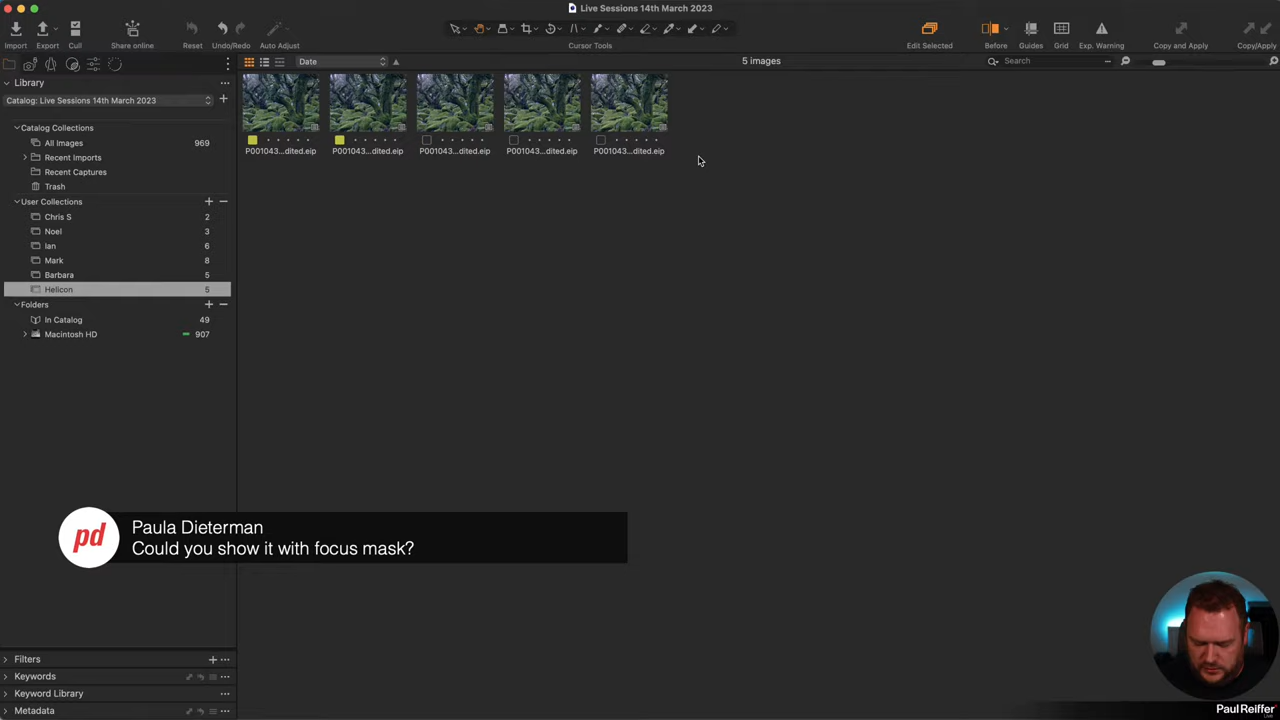 Live Sessions 14th March 2023
Import
Export
Cull
Share online
Reset
Undo/Redo
Auto Adjust
Cursor Tools
Edit Selected
Before
Guides
Grid
Exp. Warning
Copy and Apply
Copy/Apply
Library
Date
5 images
Search
Catalog: Live Sessions 14th March 2023
Catalog Collections
All Images 969
Recent Imports
Recent Captures
Trash
User Collections
Chris S 2
Noel 3
Ian 6
Mark 8
Barbara 5
Helicon 5
Folders
In Catalog 49
Macintosh HD 907
P001043...dited.eip
P001043...dited.eip
P001043...dited.eip
P001043...dited.eip
P001043...dited.eip
pd
Paula Dieterman
Could you show it with focus mask?
Filters
Keywords
Keyword Library
Metadata
PaulReiffer
Live